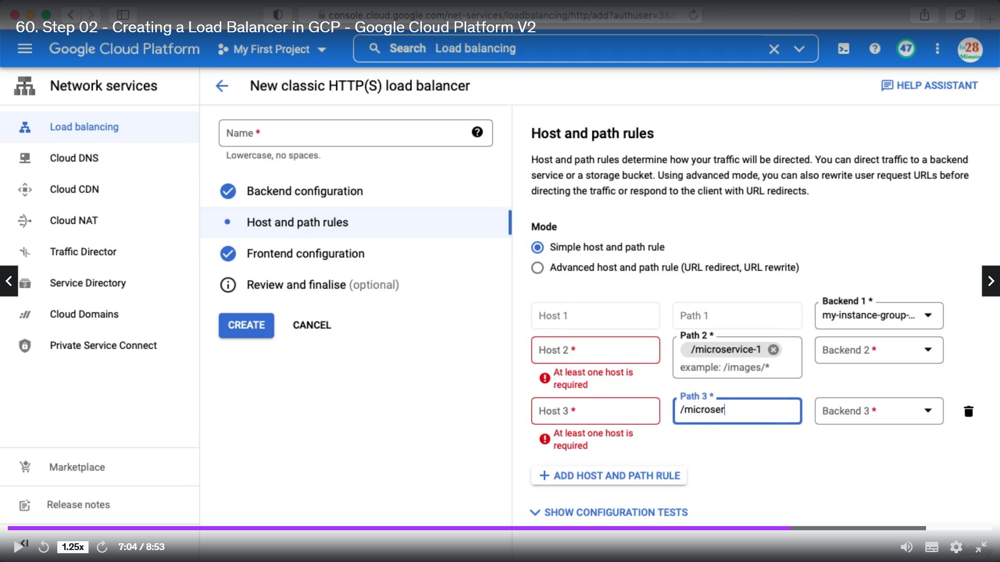 console.cloud.google.com/net-services/loadbalancing/http/add?authuser=3&p
60. Step 02 - Creating a Load Balancer in GCP - Google Cloud Platform V2
Google Cloud Platform
My First Project
Search Load balancing
47
in28
Minutes
Network services
New classic HTTP(S) load balancer
HELP ASSISTANT
Load balancing
Cloud DNS
Cloud CDN
Cloud NAT
Traffic Director
Service Directory
Cloud Domains
Private Service Connect
Marketplace
Release notes
Name *
Lowercase, no spaces.
Backend configuration
Host and path rules
Frontend configuration
Review and finalise (optional)
CREATE
CANCEL
Host and path rules
Host and path rules determine how your traffic will be directed. You can direct traffic to a backend
service or a storage bucket. Using advanced mode, you can also rewrite user request URLs before
directing the traffic or respond to the client with URL redirects.
Mode
Simple host and path rule
Advanced host and path rule (URL redirect, URL rewrite)
Host 1
Path 1
Backend 1 *
my-instance-group-...
Host 2 *
At least one host is
required
Path 2 *
/microservice-1
example: /images/*
Backend 2 *
Host 3 *
At least one host is
required
Path 3 *
/microser
Backend 3 *
ADD HOST AND PATH RULE
SHOW CONFIGURATION TESTS
1.25x
7:04 / 8:53